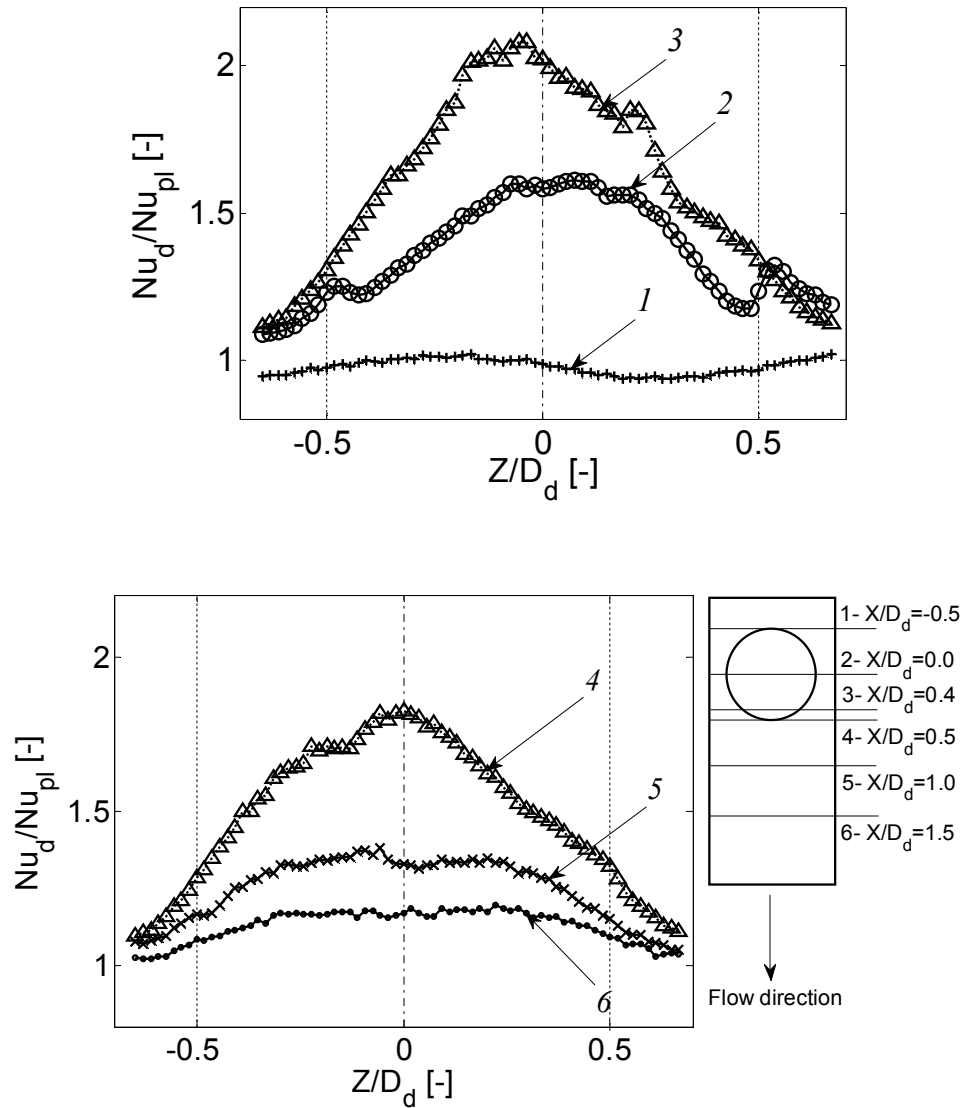 Nu_d/Nu_pl [-]
2
1.5
1
3
2
1
-0.5
0
0.5
Z/D_d [-]
Nu_d/Nu_pl [-]
2
1.5
1
4
5
6
-0.5
0
0.5
Z/D_d [-]
1- X/D_d=-0.5
2- X/D_d=0.0
3- X/D_d=0.4
4- X/D_d=0.5
5- X/D_d=1.0
6- X/D_d=1.5
Flow direction